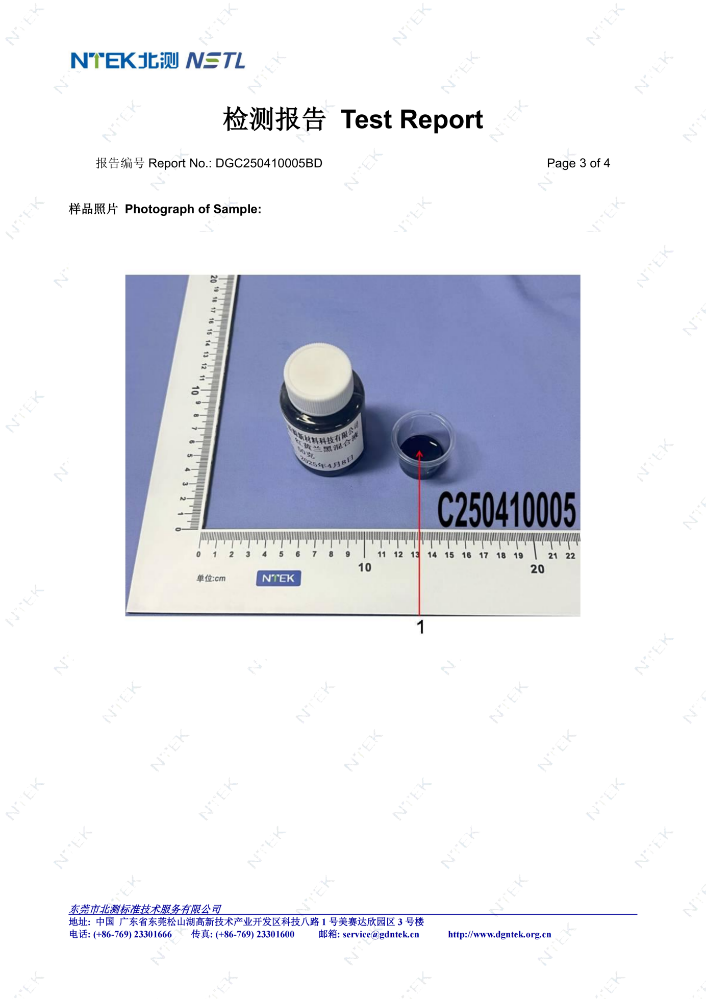 NTEK北测 NSTL
检测报告 Test Report
报告编号 Report No.: DGC250410005BD Page 3 of 4
样品照片 Photograph of Sample:
新材料科技有限公司
红黄兰黑混合液
60克
2025年4月8日
C250410005
20
19
18
17
16
15
14
13
12
11
10
9
8
7
6
5
4
3
2
1
0
0 1 2 3 4 5 6 7 8 9 10 11 12 13 14 15 16 17 18 19 20 21 22
单位:cm
NTEK
1
东莞市北测标准技术服务有限公司
地址: 中国 广东省东莞松山湖高新技术产业开发区科技八路 1 号美赛达欣园区 3 号楼
电话: (+86-769) 23301666 传真: (+86-769) 23301600 邮箱: service@gdntek.cn http://www.dgntek.org.cn